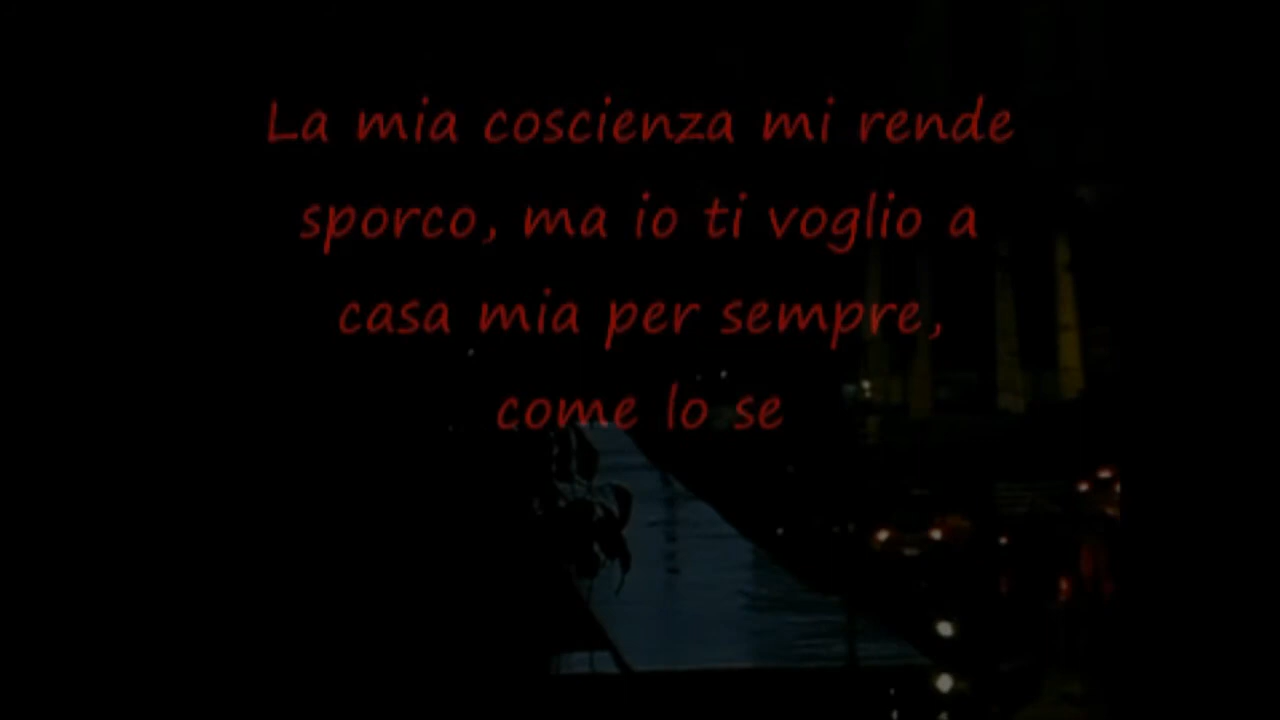 La mia coscienza mi rende
sporco, ma io ti voglio a
casa mia per sempre,
come lo se